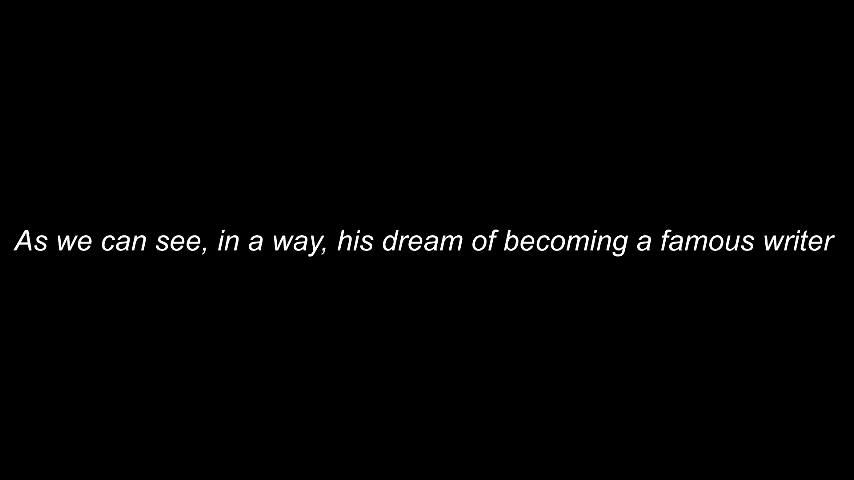 As we can see, in a way, his dream of becoming a famous writer